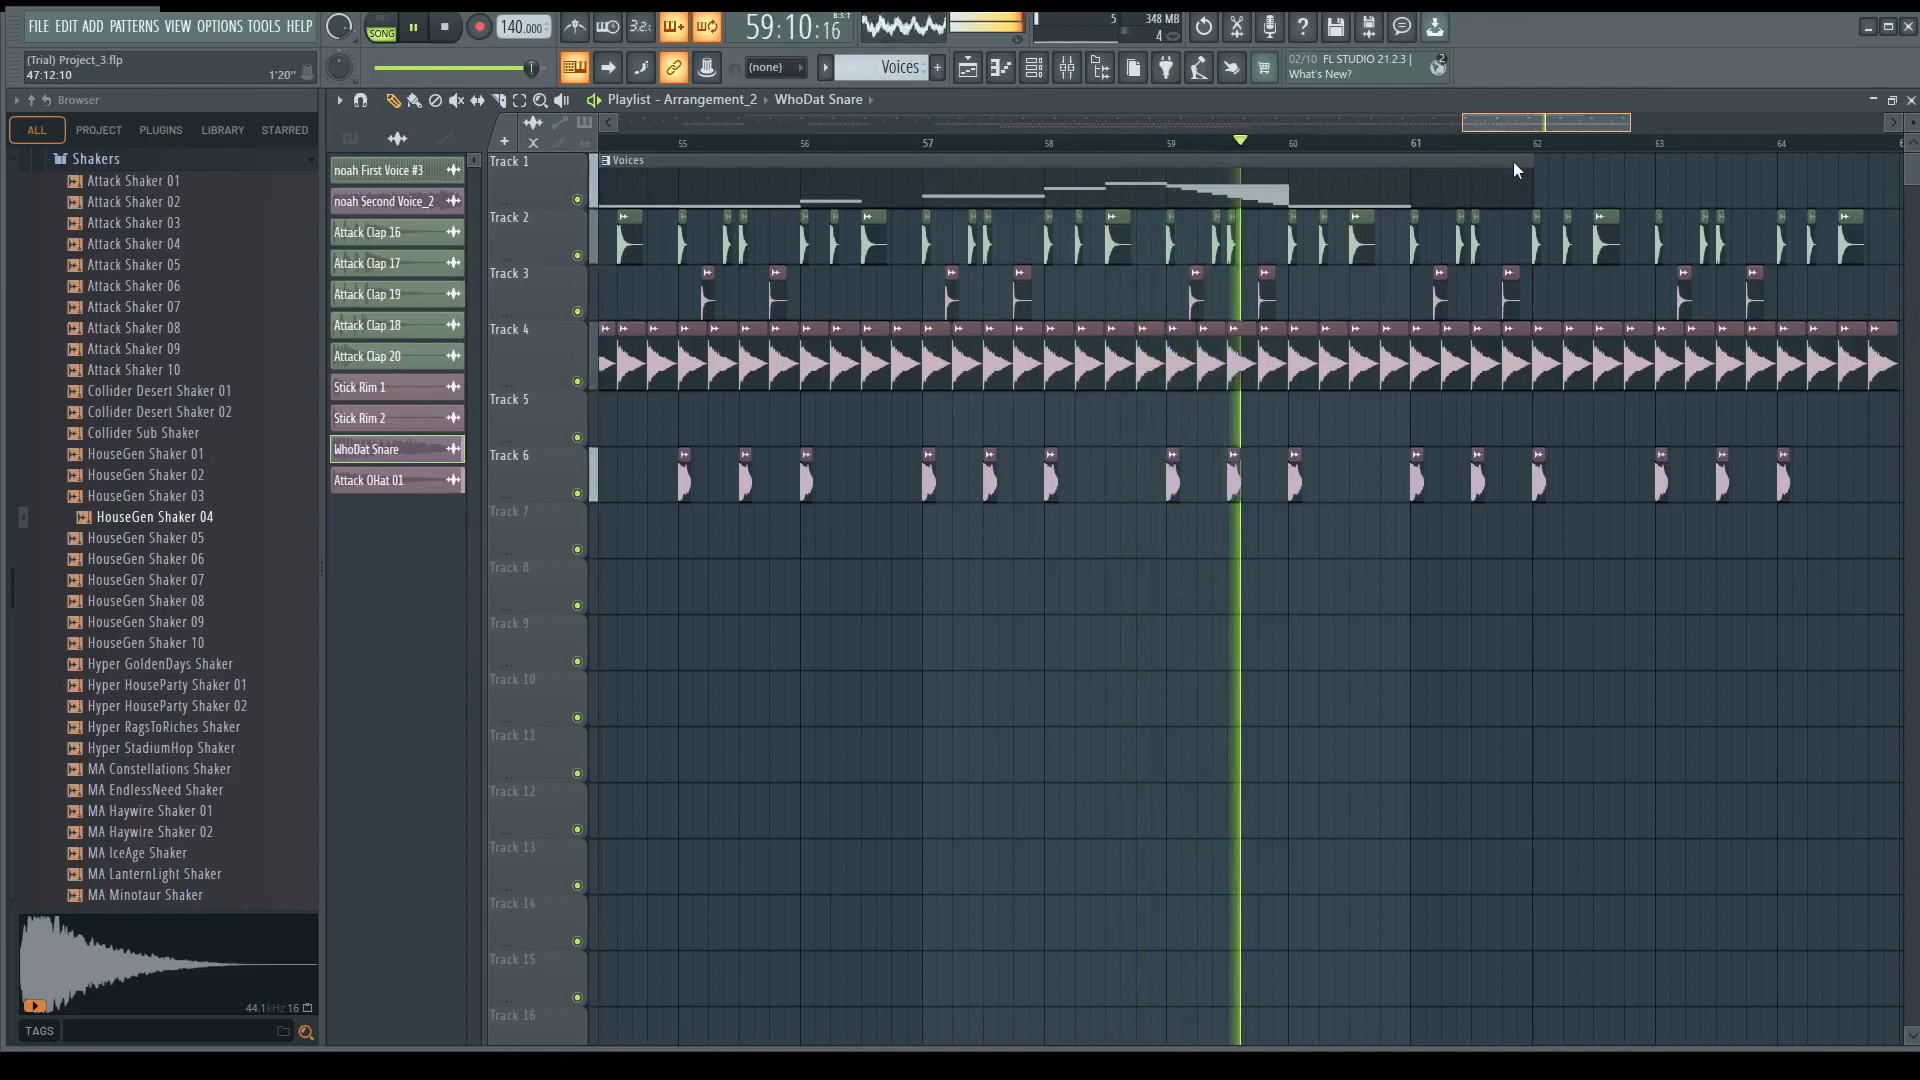 FILE EDIT ADD PATTERNS VIEW OPTIONS TOOLS HELP
PAT
SONG
140.000
3.2..
59:10:16
B:S:T
5
348 MB
4
(Trial) Project_3.flp
47:12:10
1'20"
(none)
Voices
02/10 FL STUDIO 21.2.3 |
What's New?
2
Browser
Playlist - Arrangement_2
WhoDat Snare
ALL
PROJECT
PLUGINS
LIBRARY
STARRED
Shakers
Attack Shaker 01
Attack Shaker 02
Attack Shaker 03
Attack Shaker 04
Attack Shaker 05
Attack Shaker 06
Attack Shaker 07
Attack Shaker 08
Attack Shaker 09
Attack Shaker 10
Collider Desert Shaker 01
Collider Desert Shaker 02
Collider Sub Shaker
HouseGen Shaker 01
HouseGen Shaker 02
HouseGen Shaker 03
HouseGen Shaker 04
HouseGen Shaker 05
HouseGen Shaker 06
HouseGen Shaker 07
HouseGen Shaker 08
HouseGen Shaker 09
HouseGen Shaker 10
Hyper GoldenDays Shaker
Hyper HouseParty Shaker 01
Hyper HouseParty Shaker 02
Hyper RagsToRiches Shaker
Hyper StadiumHop Shaker
MA Constellations Shaker
MA EndlessNeed Shaker
MA Haywire Shaker 01
MA Haywire Shaker 02
MA IceAge Shaker
MA LanternLight Shaker
MA Minotaur Shaker
44.1kHz 16
TAGS
noah First Voice #3
noah Second Voice_2
Attack Clap 16
Attack Clap 17
Attack Clap 19
Attack Clap 18
Attack Clap 20
Stick Rim 1
Stick Rim 2
WhoDat Snare
Attack OHat 01
55 56 57 58 59 60 61 62 63 64 6
Track 1
Voices
Track 2
Track 3
Track 4
Track 5
Track 6
Track 7
Track 8
Track 9
Track 10
Track 11
Track 12
Track 13
Track 14
Track 15
Track 16